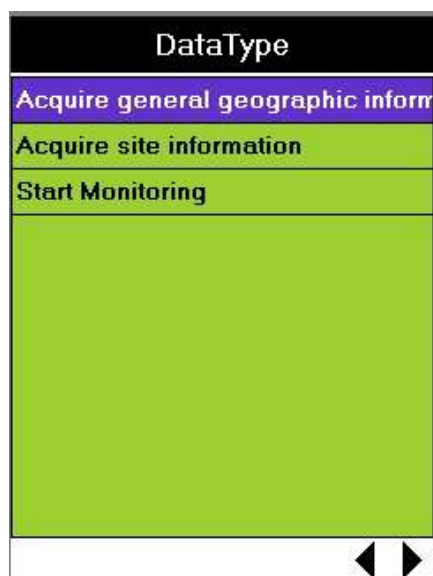 DataType
Acquire general geographic inform
Acquire site information
Start Monitoring